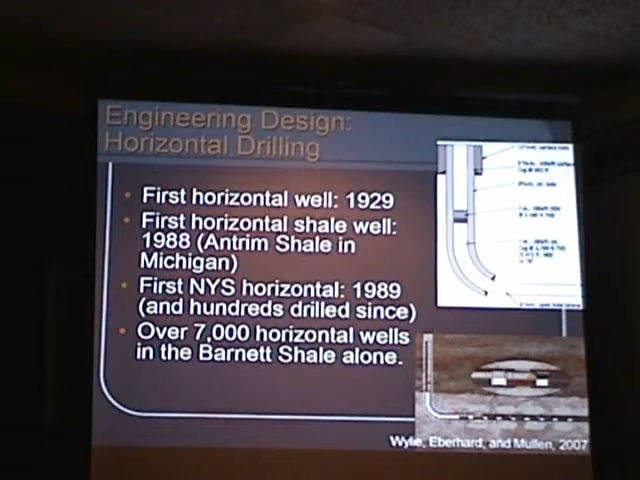 Engineering Design:
Horizontal Drilling
• First horizontal well: 1929
• First horizontal shale well:
1988 (Antrim Shale in
Michigan)
• First NYS horizontal: 1989
(and hundreds drilled since)
• Over 7,000 horizontal wells
in the Barnett Shale alone.
Wylie, Eberhard, and Mullen, 2007